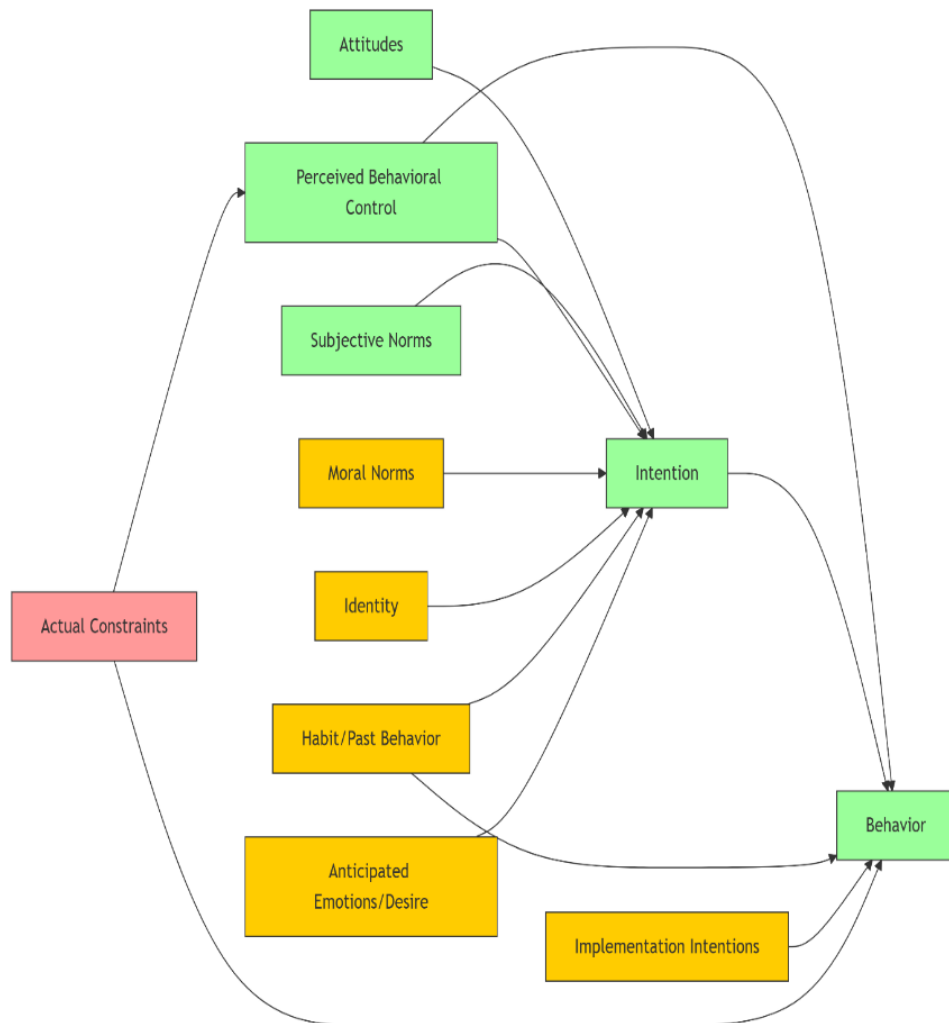 Attitudes
Perceived Behavioral
Control
Subjective Norms
Moral Norms
Intention
Identity
Actual Constraints
Habit/Past Behavior
Behavior
Anticipated
Emotions/Desire
Implementation Intentions